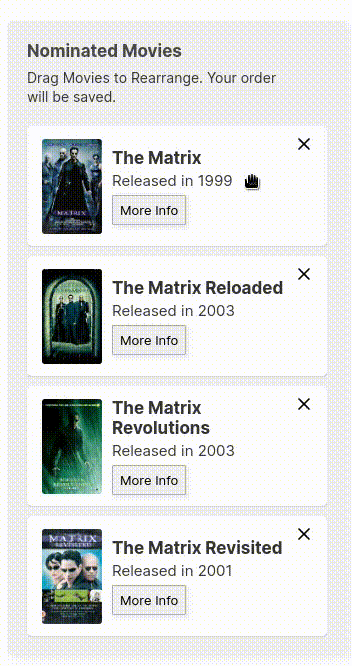 Nominated Movies
Drag Movies to Rearrange. Your order
will be saved.
The Matrix
Released in 1999
More Info
The Matrix Reloaded
Released in 2003
More Info
The Matrix
Revolutions
Released in 2003
More Info
MATRIX
REVISITED
The Matrix Revisited
Released in 2001
More Info